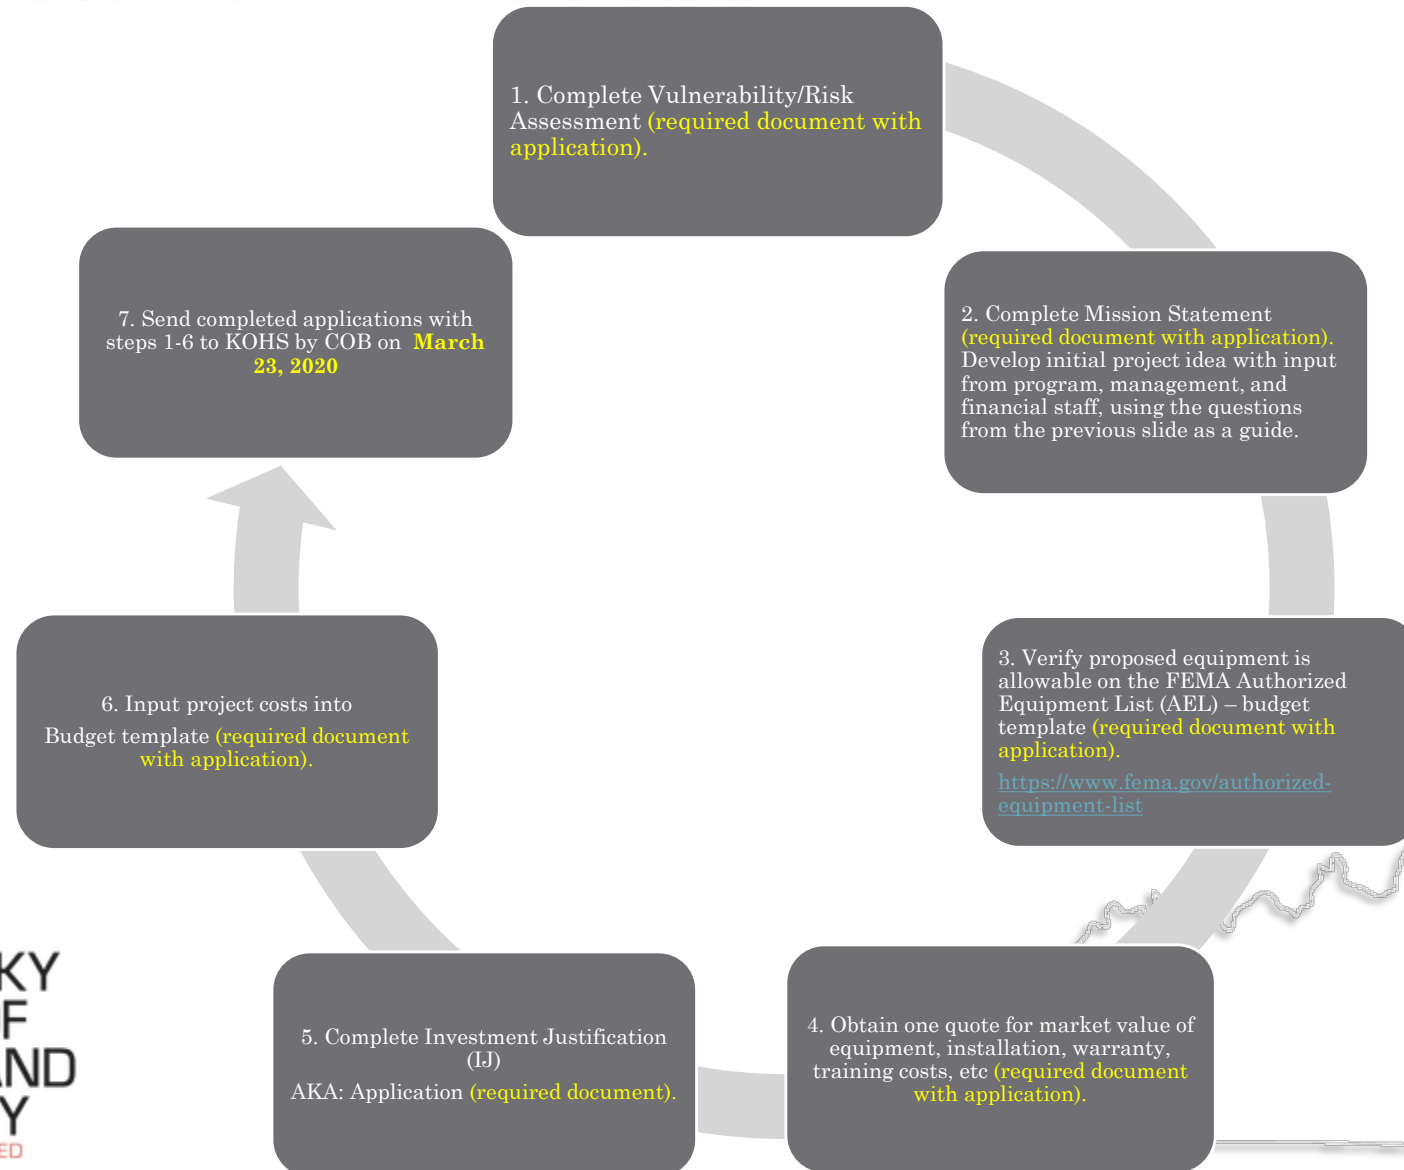 1. Complete Vulnerability/Risk
Assessment (required document with
application).
2. Complete Mission Statement
(required document with application).
Develop initial project idea with input
from program, management, and
financial staff, using the questions
from the previous slide as a guide.
3. Verify proposed equipment is
allowable on the FEMA Authorized
Equipment List (AEL) – budget
template (required document with
application).
https://www.fema.gov/authorized-
equipment-list
4. Obtain one quote for market value of
equipment, installation, warranty,
training costs, etc (required document
with application).
5. Complete Investment Justification
(IJ)
AKA: Application (required document).
6. Input project costs into
Budget template (required document
with application).
7. Send completed applications with
steps 1-6 to KOHS by COB on March
23, 2020
KY
F
AND
Y
ED